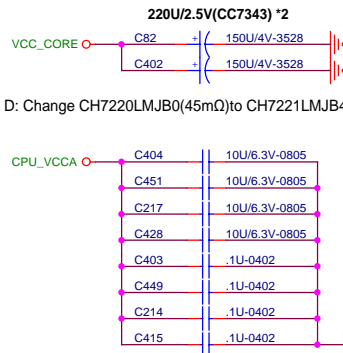 220U/2.5V(CC7343) *2
VCC_CORE C82 + 150U/4V-3528
C402 + 150U/4V-3528
D: Change CH7220LMJB0(45mΩ)to CH7221LMJB4
CPU_VCCA C404 10U/6.3V-0805
C451 10U/6.3V-0805
C217 10U/6.3V-0805
C428 10U/6.3V-0805
C403 .1U-0402
C449 .1U-0402
C214 .1U-0402
C415 .1U-0402